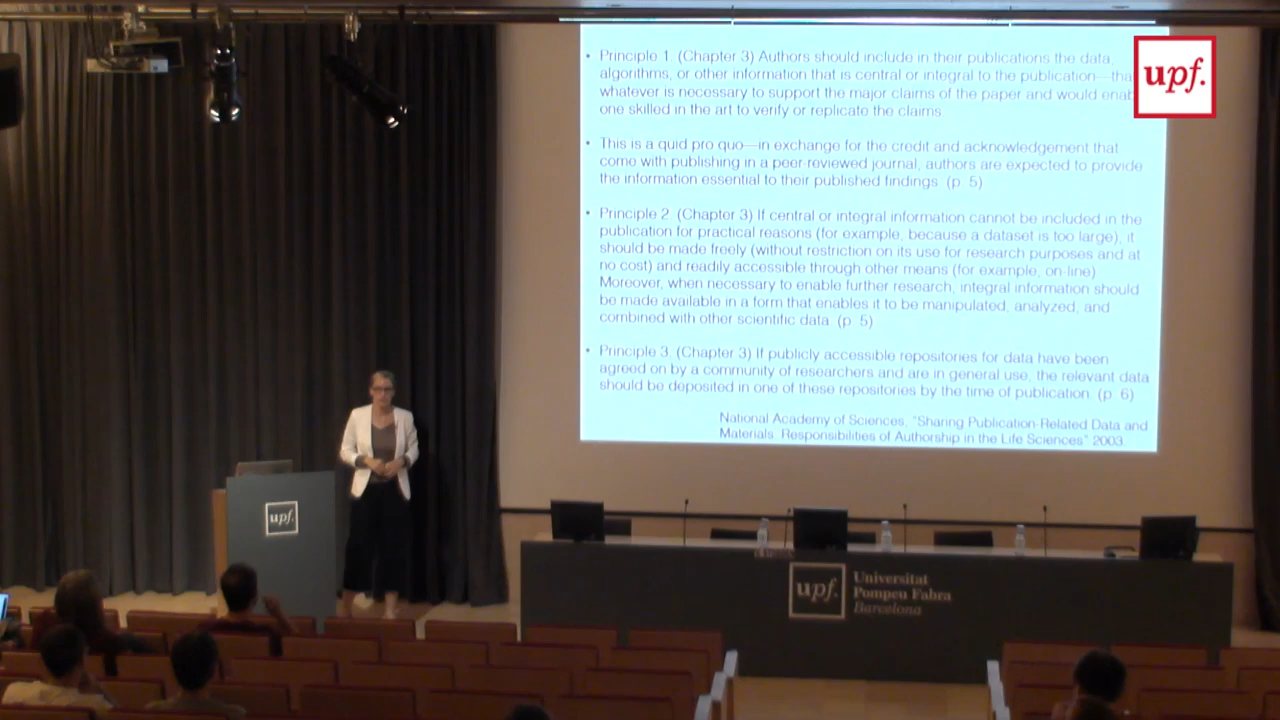 • Principle 1. (Chapter 3) Authors should include in their publications the data,
algorithms, or other information that is central or integral to the publication—tha
whatever is necessary to support the major claims of the paper and would enab
one skilled in the art to verify or replicate the claims.
• This is a quid pro quo—in exchange for the credit and acknowledgement that
come with publishing in a peer-reviewed journal, authors are expected to provide
the information essential to their published findings. (p. 5)
• Principle 2. (Chapter 3) If central or integral information cannot be included in the
publication for practical reasons (for example, because a dataset is too large), it
should be made freely (without restriction on its use for research purposes and at
no cost) and readily accessible through other means (for example, on-line).
Moreover, when necessary to enable further research, integral information should
be made available in a form that enables it to be manipulated, analyzed, and
combined with other scientific data. (p. 5)
• Principle 3. (Chapter 3) If publicly accessible repositories for data have been
agreed on by a community of researchers and are in general use, the relevant data
should be deposited in one of these repositories by the time of publication. (p. 6)
National Academy of Sciences, "Sharing Publication-Related Data and
Materials: Responsibilities of Authorship in the Life Sciences" 2003.
upf.
upf.
upf.
Universitat
Pompeu Fabra
Barcelona